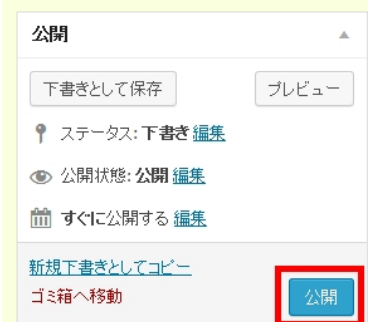 公開
下書きとして保存 プレビュー
ステータス: 下書き 編集
公開状態: 公開 編集
すぐに公開する 編集
新規下書きとしてコピー
ゴミ箱へ移動 公開